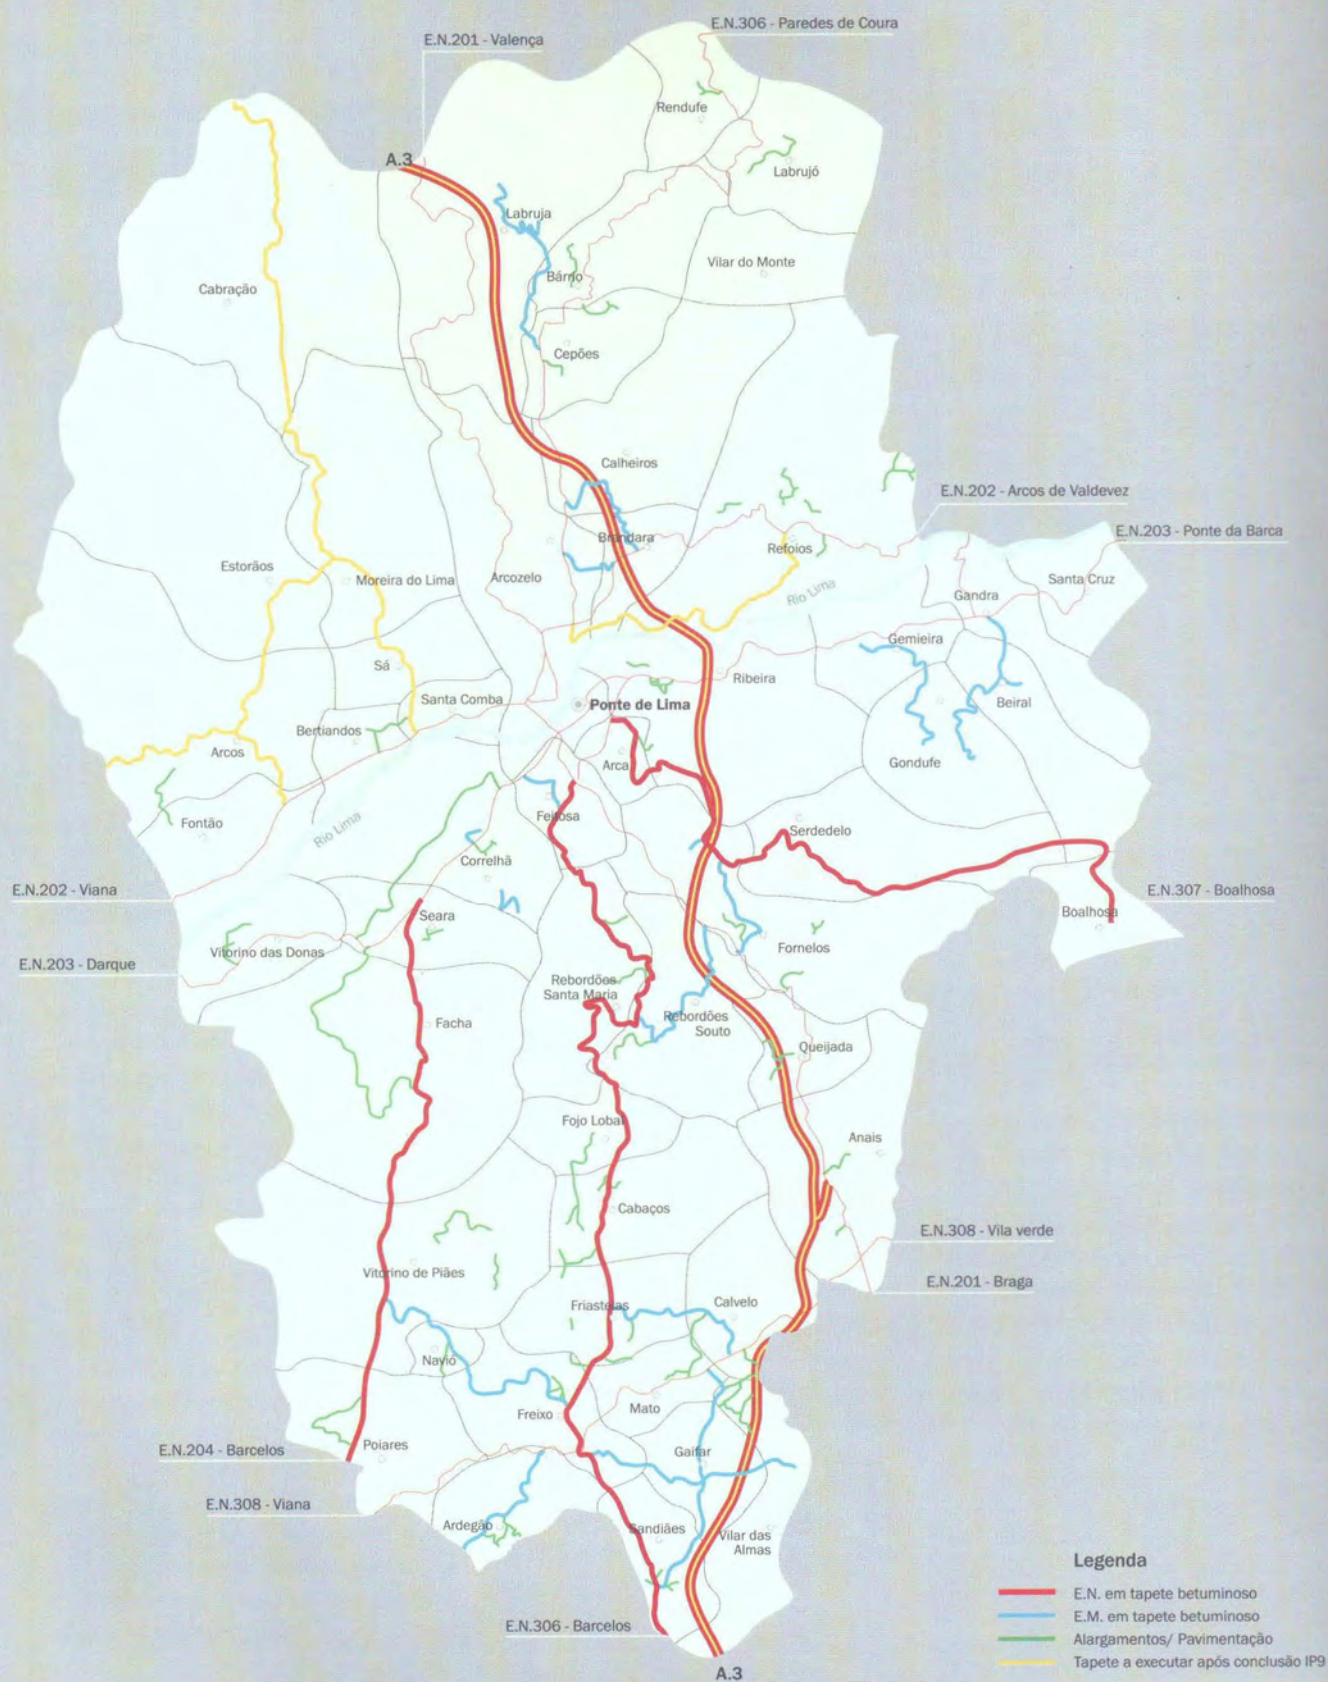 E.N.306 - Paredes de Coura
E.N.201 - Valença
Rendufe
A.3
Labrujó
Labruja
Vilar do Monte
Bárrio
Cabração
Cepões
Calheiros
E.N.202 - Arcos de Valdevez
E.N.203 - Ponte da Barca
Brandara
Refoios
Estorãos
Moreira do Lima
Arcozelo
Santa Cruz
Rio Lima
Gandra
Gemieira
Sá
Ribeira
Santa Comba
Ponte de Lima
Beiral
Bertiandos
Arcos
Arca
Gondufe
Fontão
Rio Lima
Feitosa
Serdedelo
Correlhã
E.N.202 - Viana
E.N.307 - Boalhosa
Seara
Boalhosa
Vitorino das Donas
Fornelos
E.N.203 - Darque
Rebordões
Santa Maria
Facha
Rebordões
Souto
Queijada
Fojo Lobal
Anais
Cabaços
E.N.308 - Vila verde
Vitorino de Piães
E.N.201 - Braga
Friastelas
Calvelo
Navió
Freixo
Mato
E.N.204 - Barcelos
Poiares
Gaifar
E.N.308 - Viana
Ardegão
Sandiães
Vilar das
Almas
Legenda
E.N. em tapete betuminoso
E.M. em tapete betuminoso
E.N.306 - Barcelos
Alargamentos/ Pavimentação
Tapete a executar após conclusão IP9
A.3